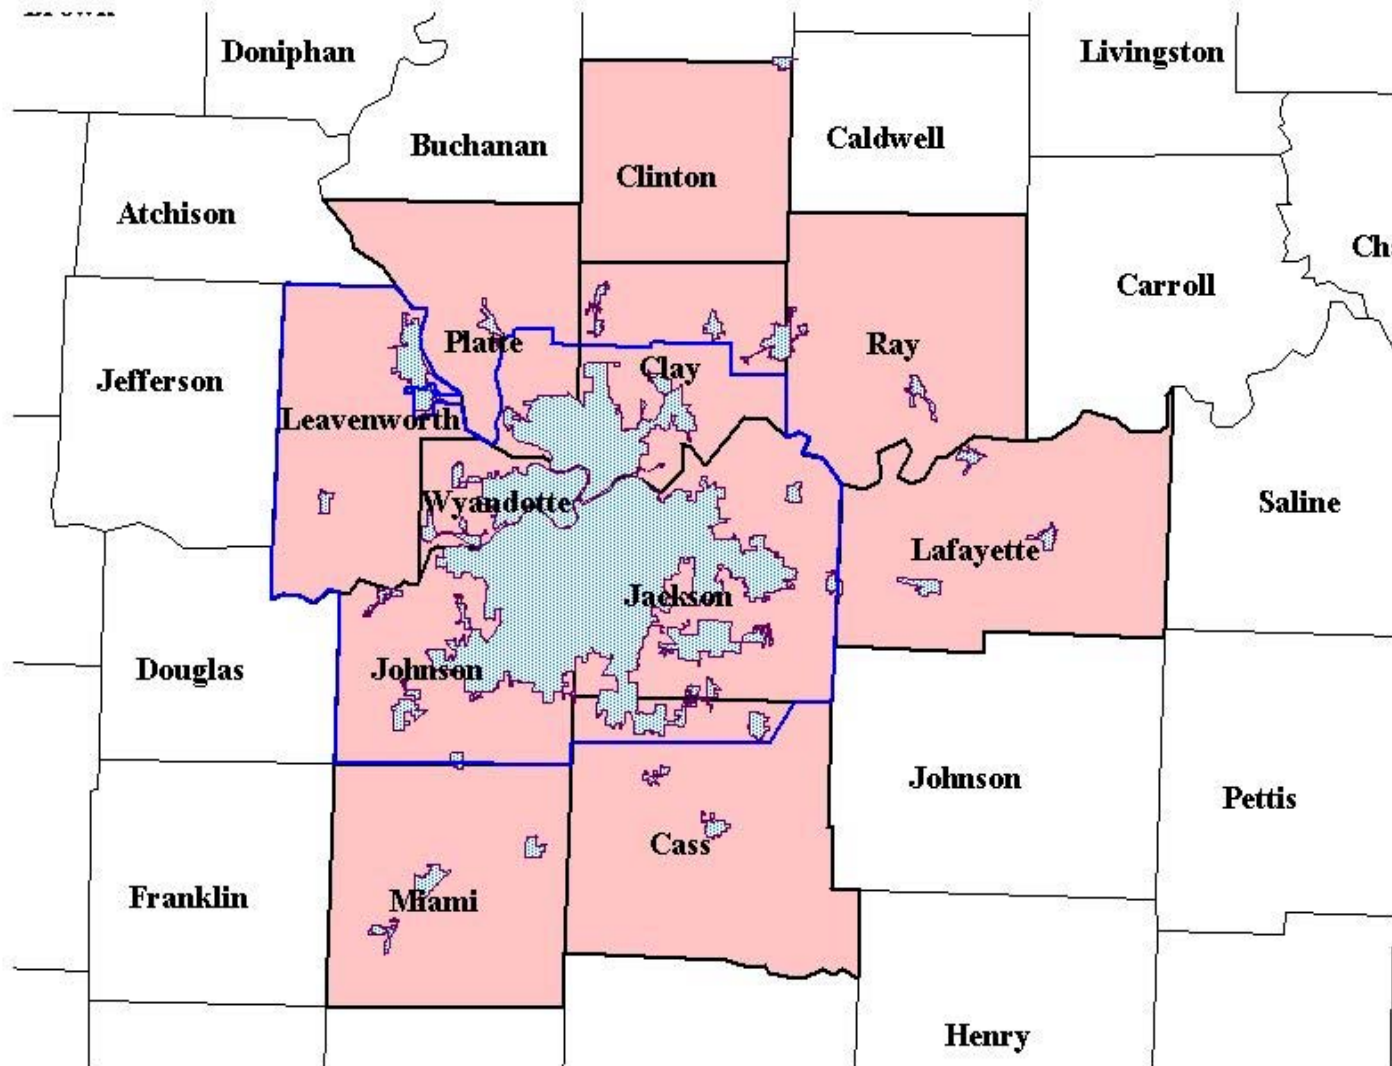 Doniphan
Livingston
Buchanan
Caldwell
Clinton
Atchison
Carroll
Platte
Ray
Clay
Jefferson
Leavenworth
Wyandotte
Saline
Lafayette
Jackson
Douglas
Johnson
Johnson
Pettis
Cass
Franklin
Miami
Henry